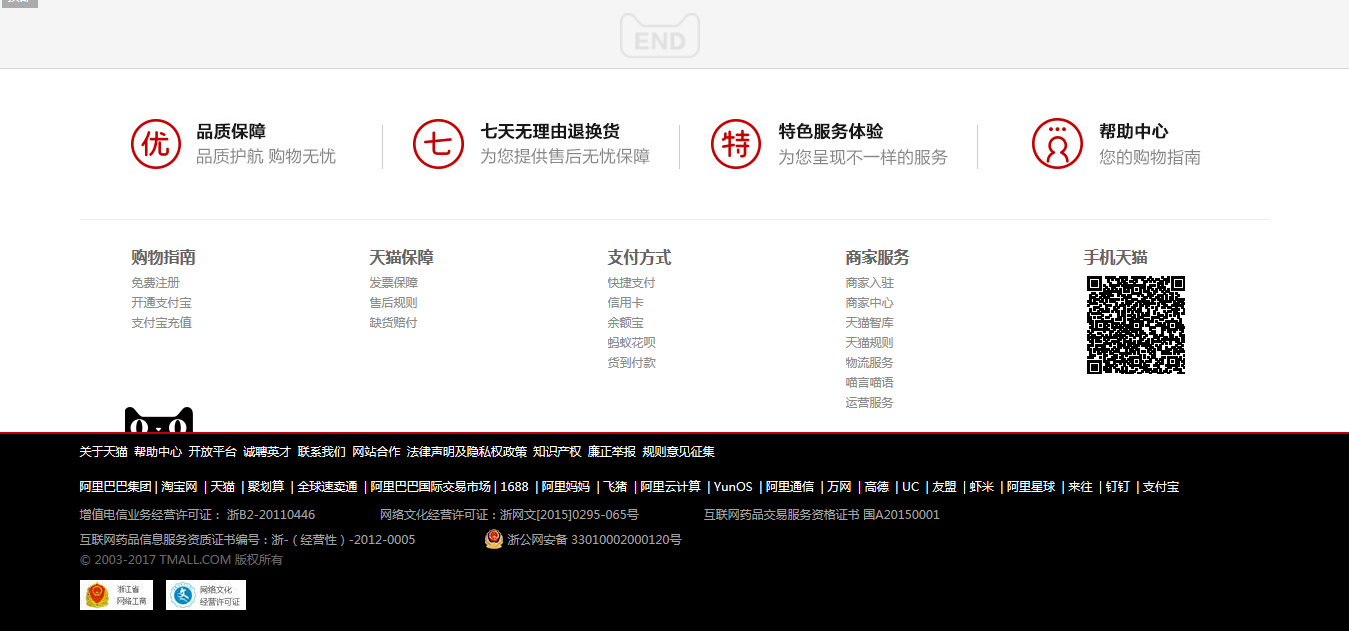 END
优 品质保障
品质护航 购物无忧
七 七天无理由退换货
为您提供售后无忧保障
特 特色服务体验
为您呈现不一样的服务
帮助中心
您的购物指南
购物指南
免费注册
开通支付宝
支付宝充值
天猫保障
发票保障
售后规则
缺货赔付
支付方式
快捷支付
信用卡
余额宝
蚂蚁花呗
货到付款
商家服务
商家入驻
商家中心
天猫智库
天猫规则
物流服务
喵言喵语
运营服务
手机天猫
关于天猫 帮助中心 开放平台 诚聘英才 联系我们 网站合作 法律声明及隐私权政策 知识产权 廉正举报 规则意见征集
阿里巴巴集团 | 淘宝网 | 天猫 | 聚划算 | 全球速卖通 | 阿里巴巴国际交易市场 | 1688 | 阿里妈妈 | 飞猪 | 阿里云计算 | YunOS | 阿里通信 | 万网 | 高德 | UC | 友盟 | 虾米 | 阿里星球 | 来往 | 钉钉 | 支付宝
增值电信业务经营许可证： 浙B2-20110446 网络文化经营许可证：浙网文[2015]0295-065号 互联网药品交易服务资格证书 国A20150001
互联网药品信息服务资质证书编号：浙-（经营性）-2012-0005 浙公网安备 33010002000120号
© 2003-2017 TMALL.COM 版权所有
浙江省
网络工商
网络文化
经营许可证